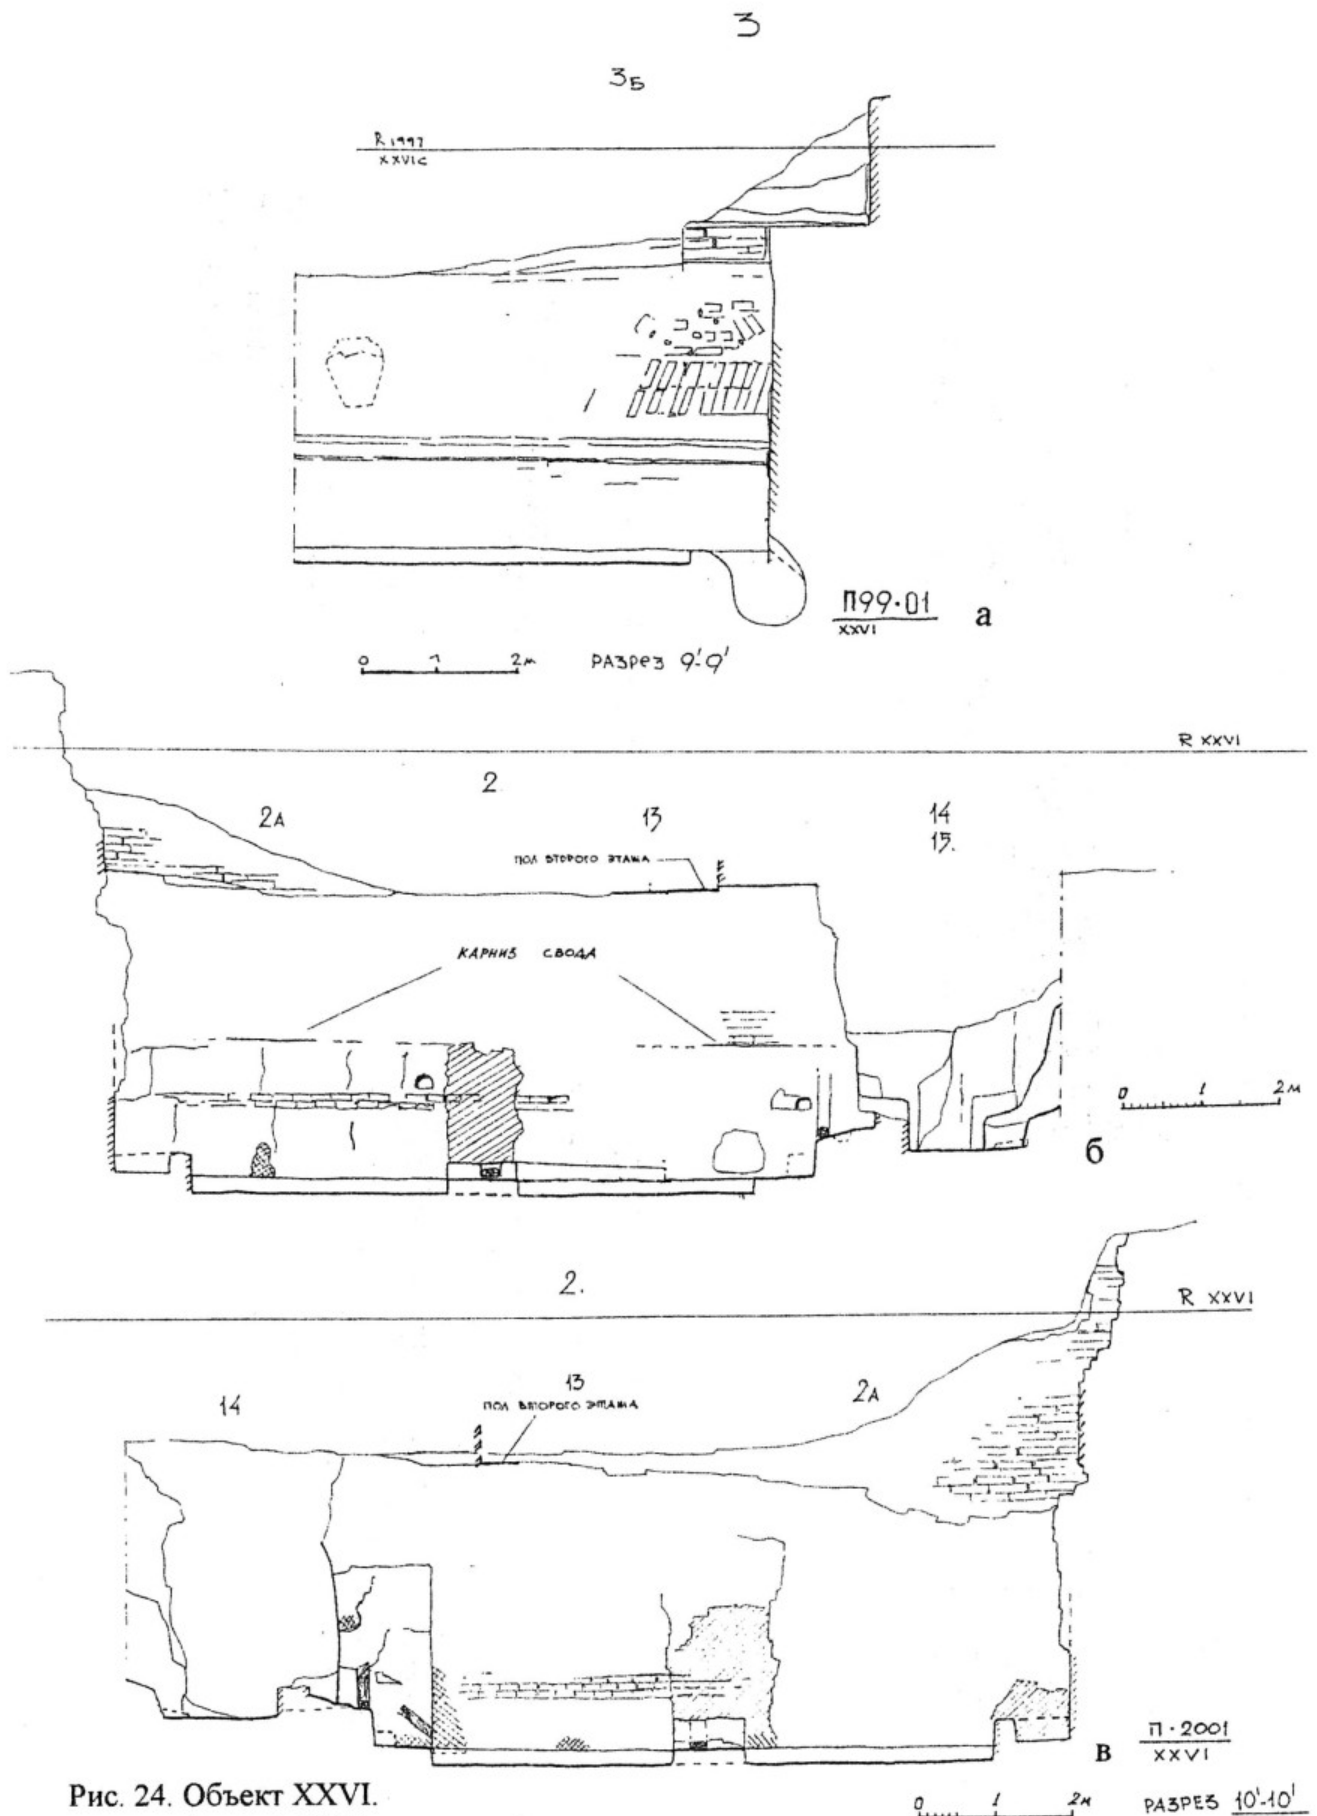 3
3Б
R 1997
XXVIC
П99·01
XXVI
а
0 1 2м
РАЗРЕЗ 9'-9'
R XXVI
2
2А
13
14
15.
ПОЛ ВТОРОГО ЭТАЖА
КАРНИЗ СВОДА
0 1 2м
б
2.
R XXVI
14
13
2А
ПОЛ ВТОРОГО ЭТАЖА
в
П·2001
XXVI
Рис. 24. Объект XXVI.
0 1 2м
РАЗРЕЗ 10'-10'